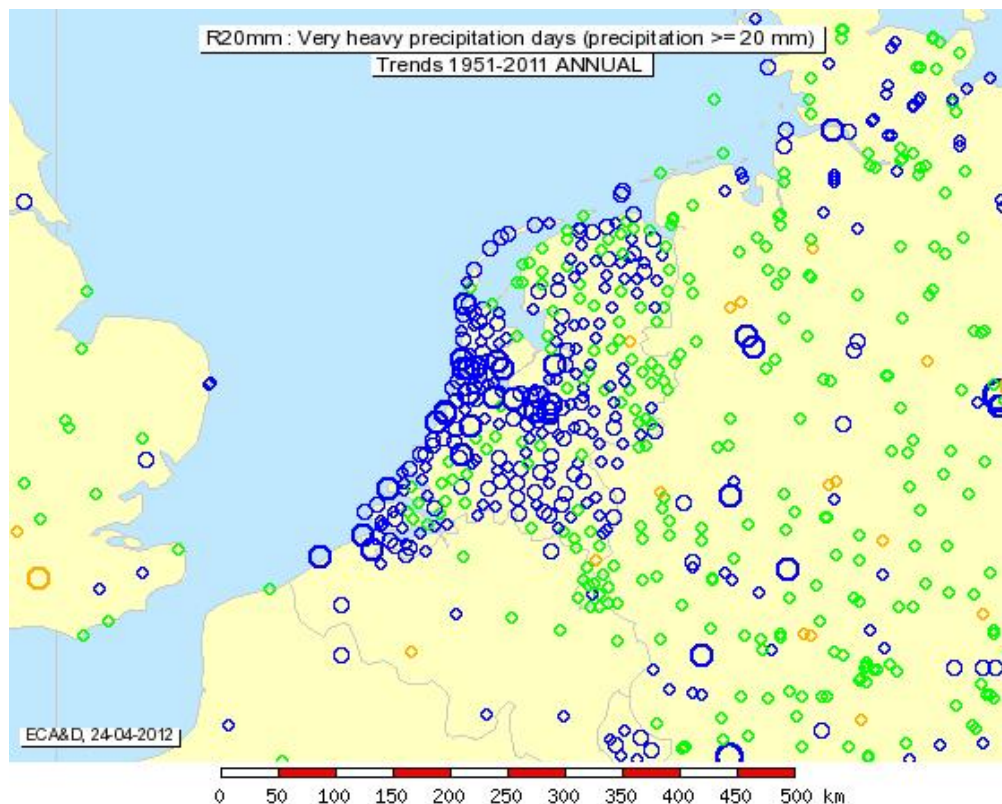 R20mm : Very heavy precipitation days (precipitation >= 20 mm)
Trends 1951-2011 ANNUAL
ECA&D, 24-04-2012
0 50 100 150 200 250 300 350 400 450 500 km